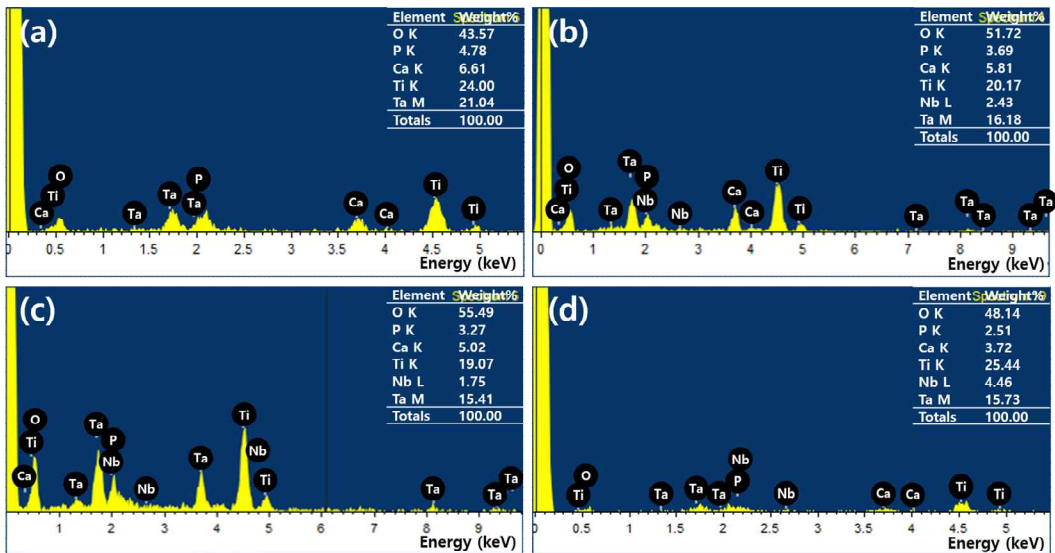 (a)
Element Weight%
O K 43.57
P K 4.78
Ca K 6.61
Ti K 24.00
Ta M 21.04
Totals 100.00
O
Ti
Ca
Ta
Ta
P
Ta
Ca
Ca
Ti
Ti
0 0.5 1 1.5 2 2.5 3 3.5 4 4.5 5
Energy (keV)
(b)
Element Weight%
O K 51.72
P K 3.69
Ca K 5.81
Ti K 20.17
Nb L 2.43
Ta M 16.18
Totals 100.00
O
Ti
Ca
Ta
Ta
P
Nb
Nb
Ca
Ca
Ti
Ti
Ta
Ta
Ta
Ta
Ta
0 1 2 3 4 5 6 7 8 9
Energy (keV)
(c)
Element Weight%
O K 55.49
P K 3.27
Ca K 5.02
Ti K 19.07
Nb L 1.75
Ta M 15.41
Totals 100.00
O
Ti
Ca
Ta
Ta
P
Nb
Nb
Ta
Ti
Nb
Ti
Ta
Ta
Ta
1 2 3 4 5 6 7 8 9
Energy (keV)
(d)
Element Weight%
O K 48.14
P K 2.51
Ca K 3.72
Ti K 25.44
Nb L 4.46
Ta M 15.73
Totals 100.00
O
Ti
Ta
Ta
Ta
Nb
P
Nb
Ca
Ca
Ti
Ti
0 0.5 1 1.5 2 2.5 3 3.5 4 4.5 5
Energy (keV)